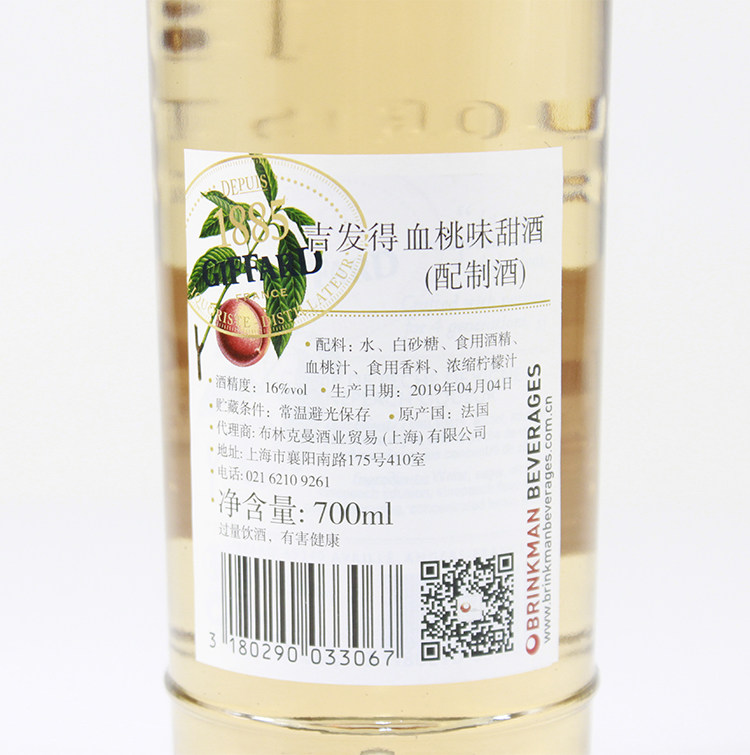 DEPUIS
1885
GIFFARD
FRANCE
吉发得 血桃味甜酒
(配制酒)
• 配料：水、白砂糖、食用酒精、
血桃汁、食用香料、浓缩柠檬汁
• 酒精度：16%vol • 生产日期：2019年04月04日
• 贮藏条件：常温避光保存 • 原产国：法国
• 代理商: 布林克曼酒业贸易 (上海) 有限公司
• 地址: 上海市襄阳南路175号410室
• 电话: 021 6210 9261
• 净含量: 700ml
过量饮酒，有害健康
3 180290 033067
BRINKMAN BEVERAGES
www.brinkmanbeverages.com.cn